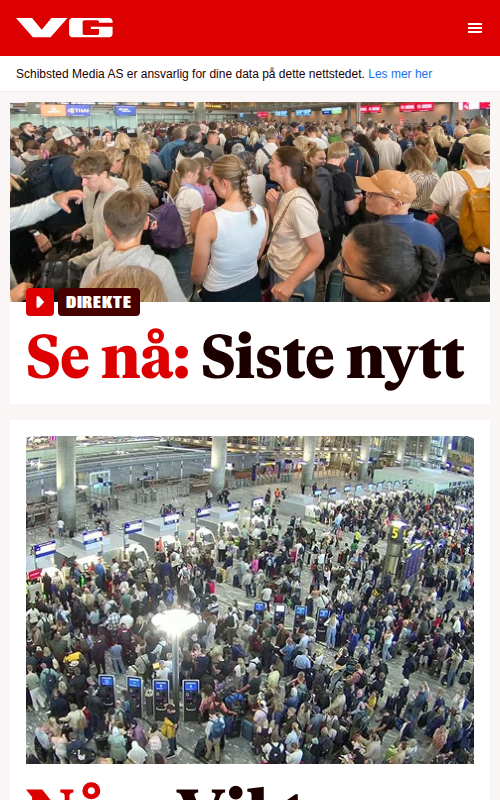 VG
Schibsted Media AS er ansvarlig for dine data på dette nettstedet. Les mer her
DIREKTE
Se nå: Siste nytt